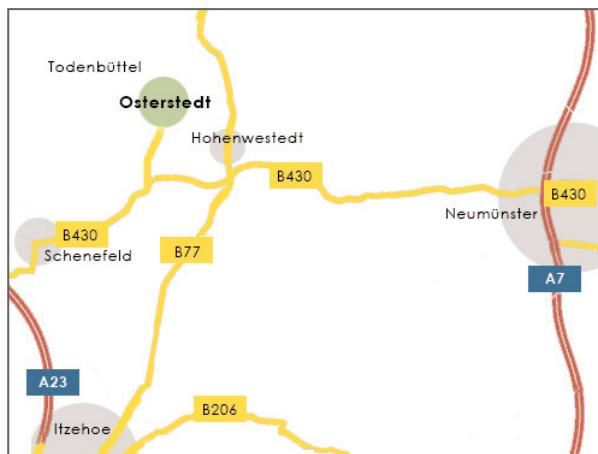 Todenbüttel
Osterstedt
Hohenwestedt
B430
B430
Neumünster
B430
Schenefeld
B77
A7
A23
B206
Itzehoe